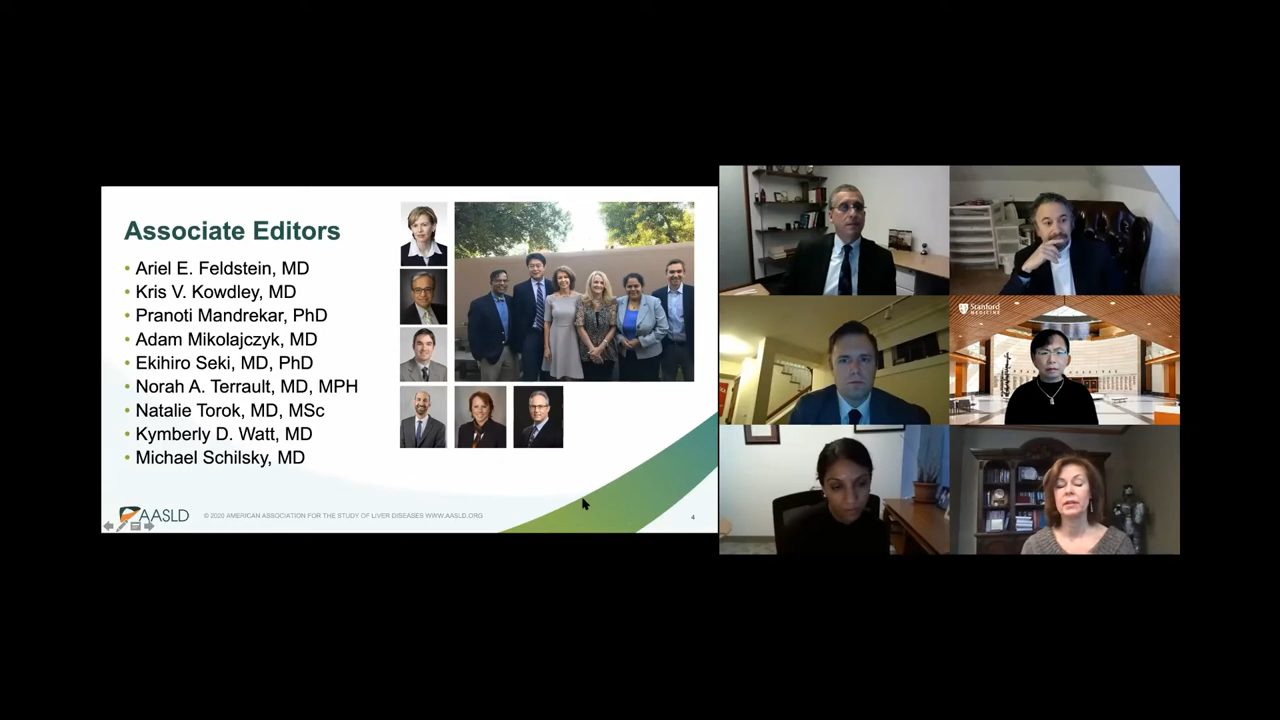 Associate Editors
• Ariel E. Feldstein, MD
• Kris V. Kowdley, MD
• Pranoti Mandrekar, PhD
• Adam Mikolajczyk, MD
• Ekihiro Seki, MD, PhD
• Norah A. Terrault, MD, MPH
• Natalie Torok, MD, MSc
• Kymberly D. Watt, MD
• Michael Schilsky, MD
AASLD
© 2020 AMERICAN ASSOCIATION FOR THE STUDY OF LIVER DISEASES WWW.AASLD.ORG
4
Stanford
MEDICINE